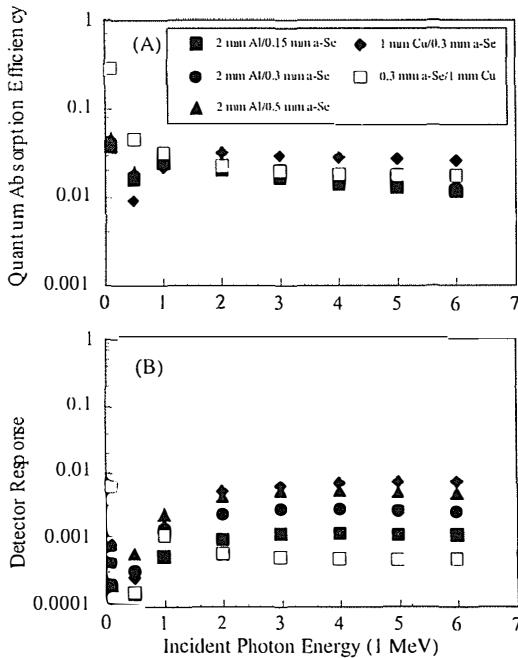 Quantum Absorption Efficiency
1
0.1
0.01
0.001
(A)
2 mm Al/0.15 mm a-Se
1 mm Cu/0.3 mm a-Se
2 mm Al/0.3 mm a-Se
0.3 mm a-Se/1 mm Cu
2 mm Al/0.5 mm a-Se
0 1 2 3 4 5 6 7
Detector Response
1
0.1
0.01
0.001
0.0001
(B)
0 1 2 3 4 5 6 7
Incident Photon Energy (1 MeV)